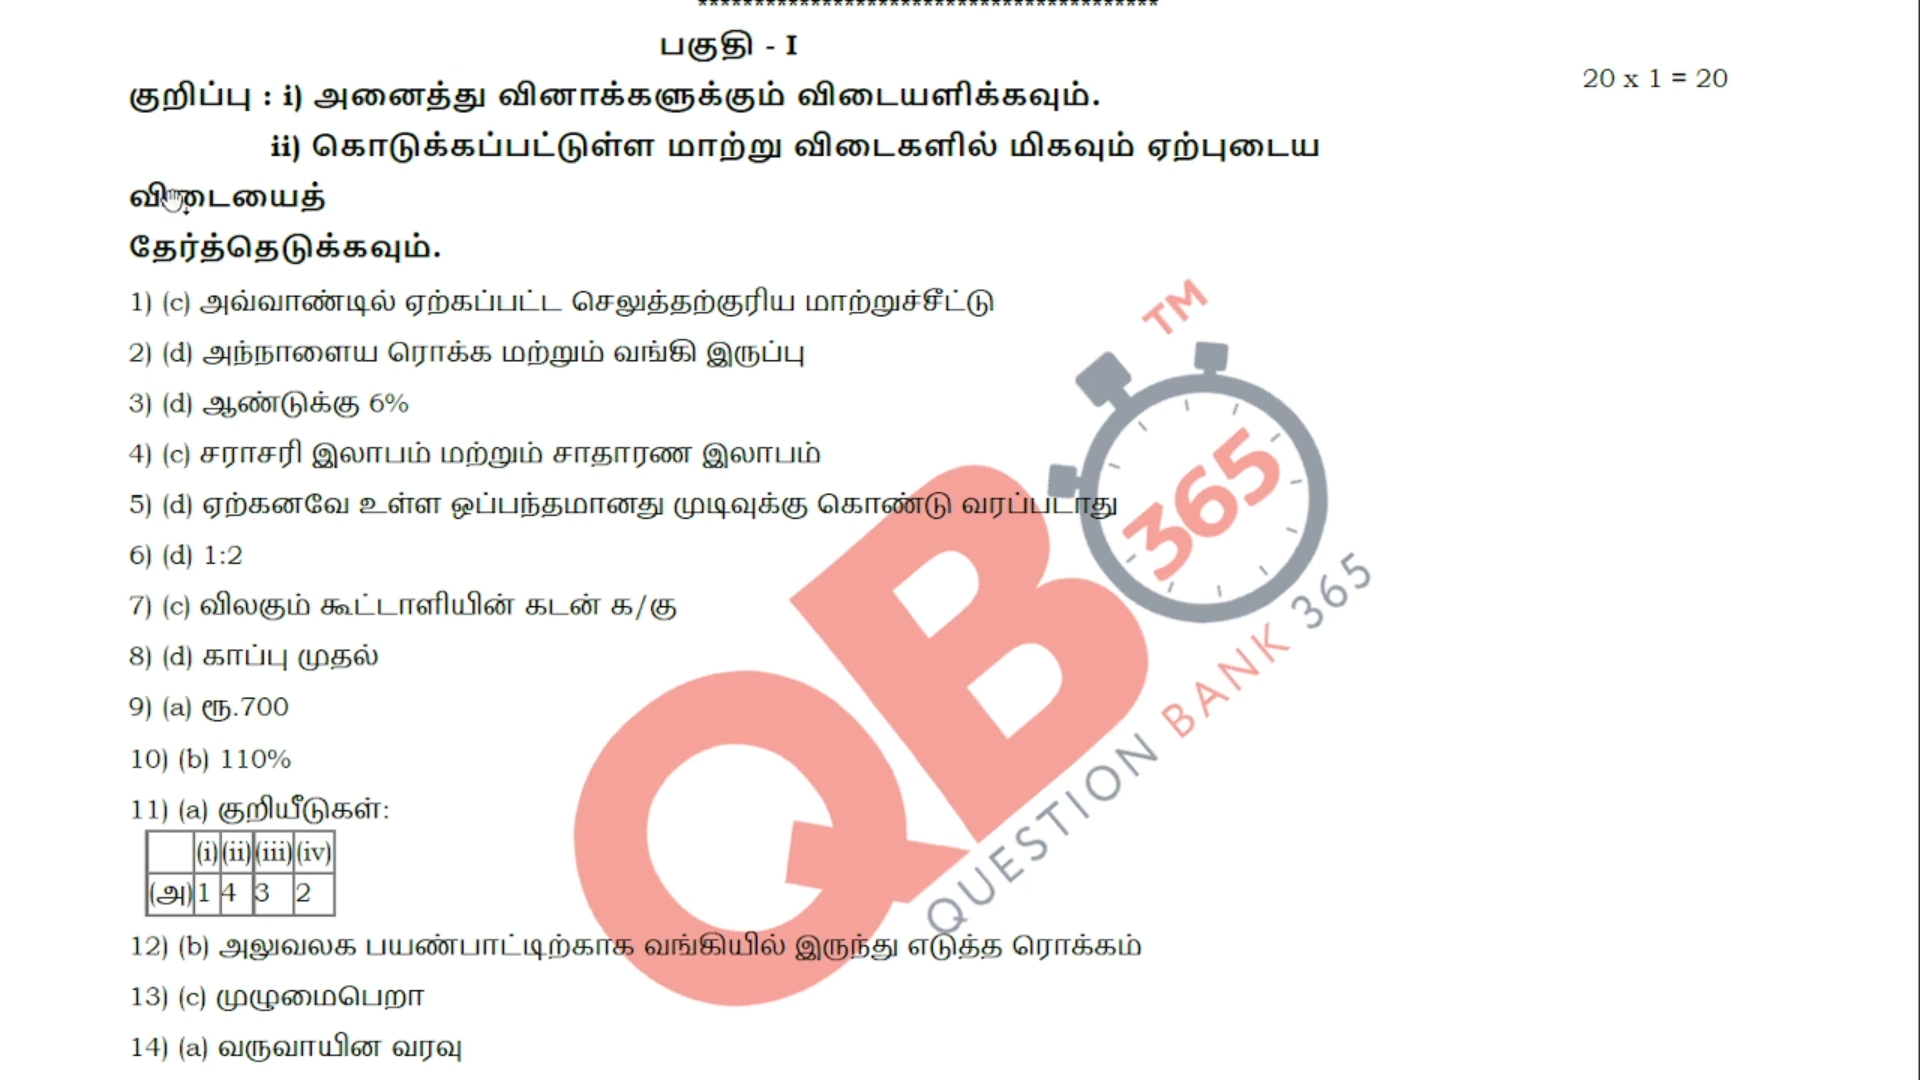 ******************************************
பகுதி - I
20 x 1 = 20
குறிப்பு : i) அனைத்து வினாக்களுக்கும் விடையளிக்கவும்.
ii) கொடுக்கப்பட்டுள்ள மாற்று விடைகளில் மிகவும் ஏற்புடைய
விடையைத்
தேர்ந்தெடுக்கவும்.
1) (c) அவ்வாண்டில் ஏற்கப்பட்ட செலுத்தற்குரிய மாற்றுச்சீட்டு
2) (d) அந்நாளைய ரொக்க மற்றும் வங்கி இருப்பு
3) (d) ஆண்டுக்கு 6%
4) (c) சராசரி இலாபம் மற்றும் சாதாரண இலாபம்
5) (d) ஏற்கனவே உள்ள ஒப்பந்தமானது முடிவுக்கு கொண்டு வரப்படாது
6) (d) 1:2
7) (c) விலகும் கூட்டாளியின் கடன் க/கு
8) (d) காப்பு முதல்
9) (a) ரூ.700
10) (b) 110%
11) (a) குறியீடுகள்:
(i) (ii) (iii) (iv)
(அ) 1 4 3 2
12) (b) அலுவலக பயன்பாட்டிற்காக வங்கியில் இருந்து எடுத்த ரொக்கம்
13) (c) முழுமைபெறா
14) (a) வருவாயின வரவு
TM
365
QB
QUESTION BANK 365